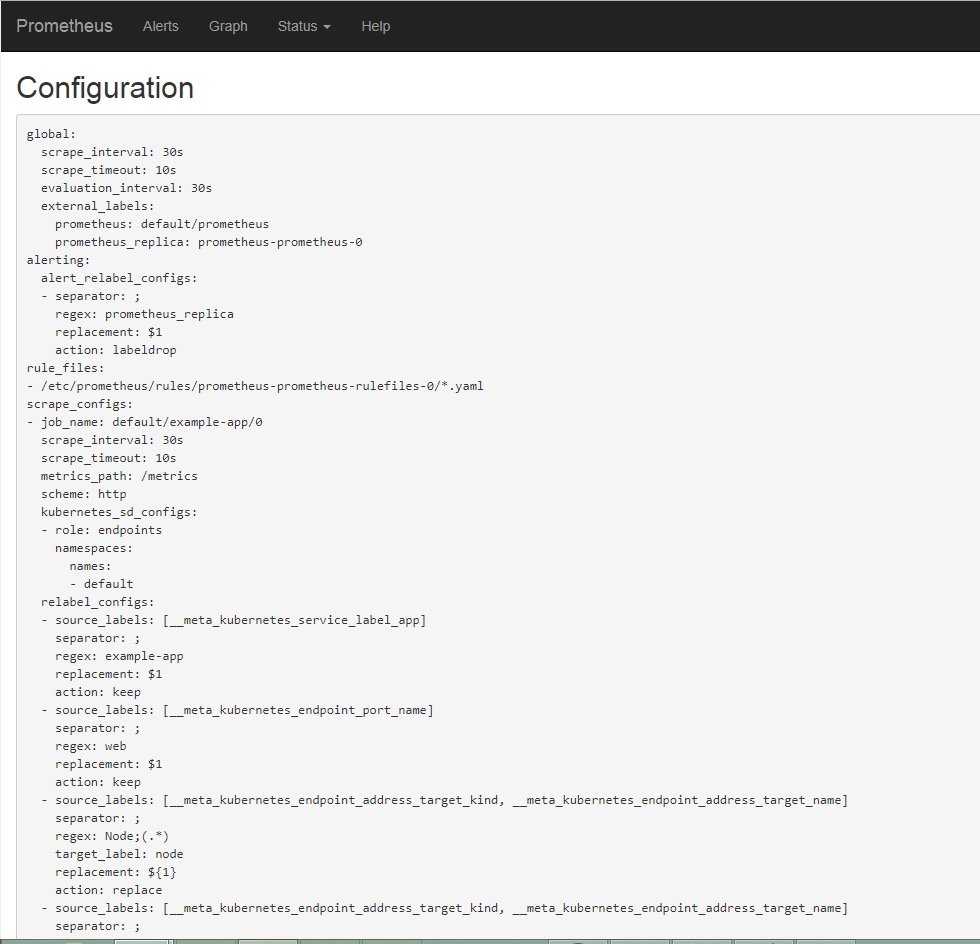 Prometheus Alerts Graph Status Help
Configuration
global:
  scrape_interval: 30s
  scrape_timeout: 10s
  evaluation_interval: 30s
  external_labels:
    prometheus: default/prometheus
    prometheus_replica: prometheus-prometheus-0
alerting:
  alert_relabel_configs:
  - separator: ;
    regex: prometheus_replica
    replacement: $1
    action: labeldrop
rule_files:
- /etc/prometheus/rules/prometheus-prometheus-rulefiles-0/*.yaml
scrape_configs:
- job_name: default/example-app/0
  scrape_interval: 30s
  scrape_timeout: 10s
  metrics_path: /metrics
  scheme: http
  kubernetes_sd_configs:
  - role: endpoints
    namespaces:
      names:
      - default
  relabel_configs:
  - source_labels: [__meta_kubernetes_service_label_app]
    separator: ;
    regex: example-app
    replacement: $1
    action: keep
  - source_labels: [__meta_kubernetes_endpoint_port_name]
    separator: ;
    regex: web
    replacement: $1
    action: keep
  - source_labels: [__meta_kubernetes_endpoint_address_target_kind, __meta_kubernetes_endpoint_address_target_name]
    separator: ;
    regex: Node;(.*)
    target_label: node
    replacement: ${1}
    action: replace
  - source_labels: [__meta_kubernetes_endpoint_address_target_kind, __meta_kubernetes_endpoint_address_target_name]
    separator: ;